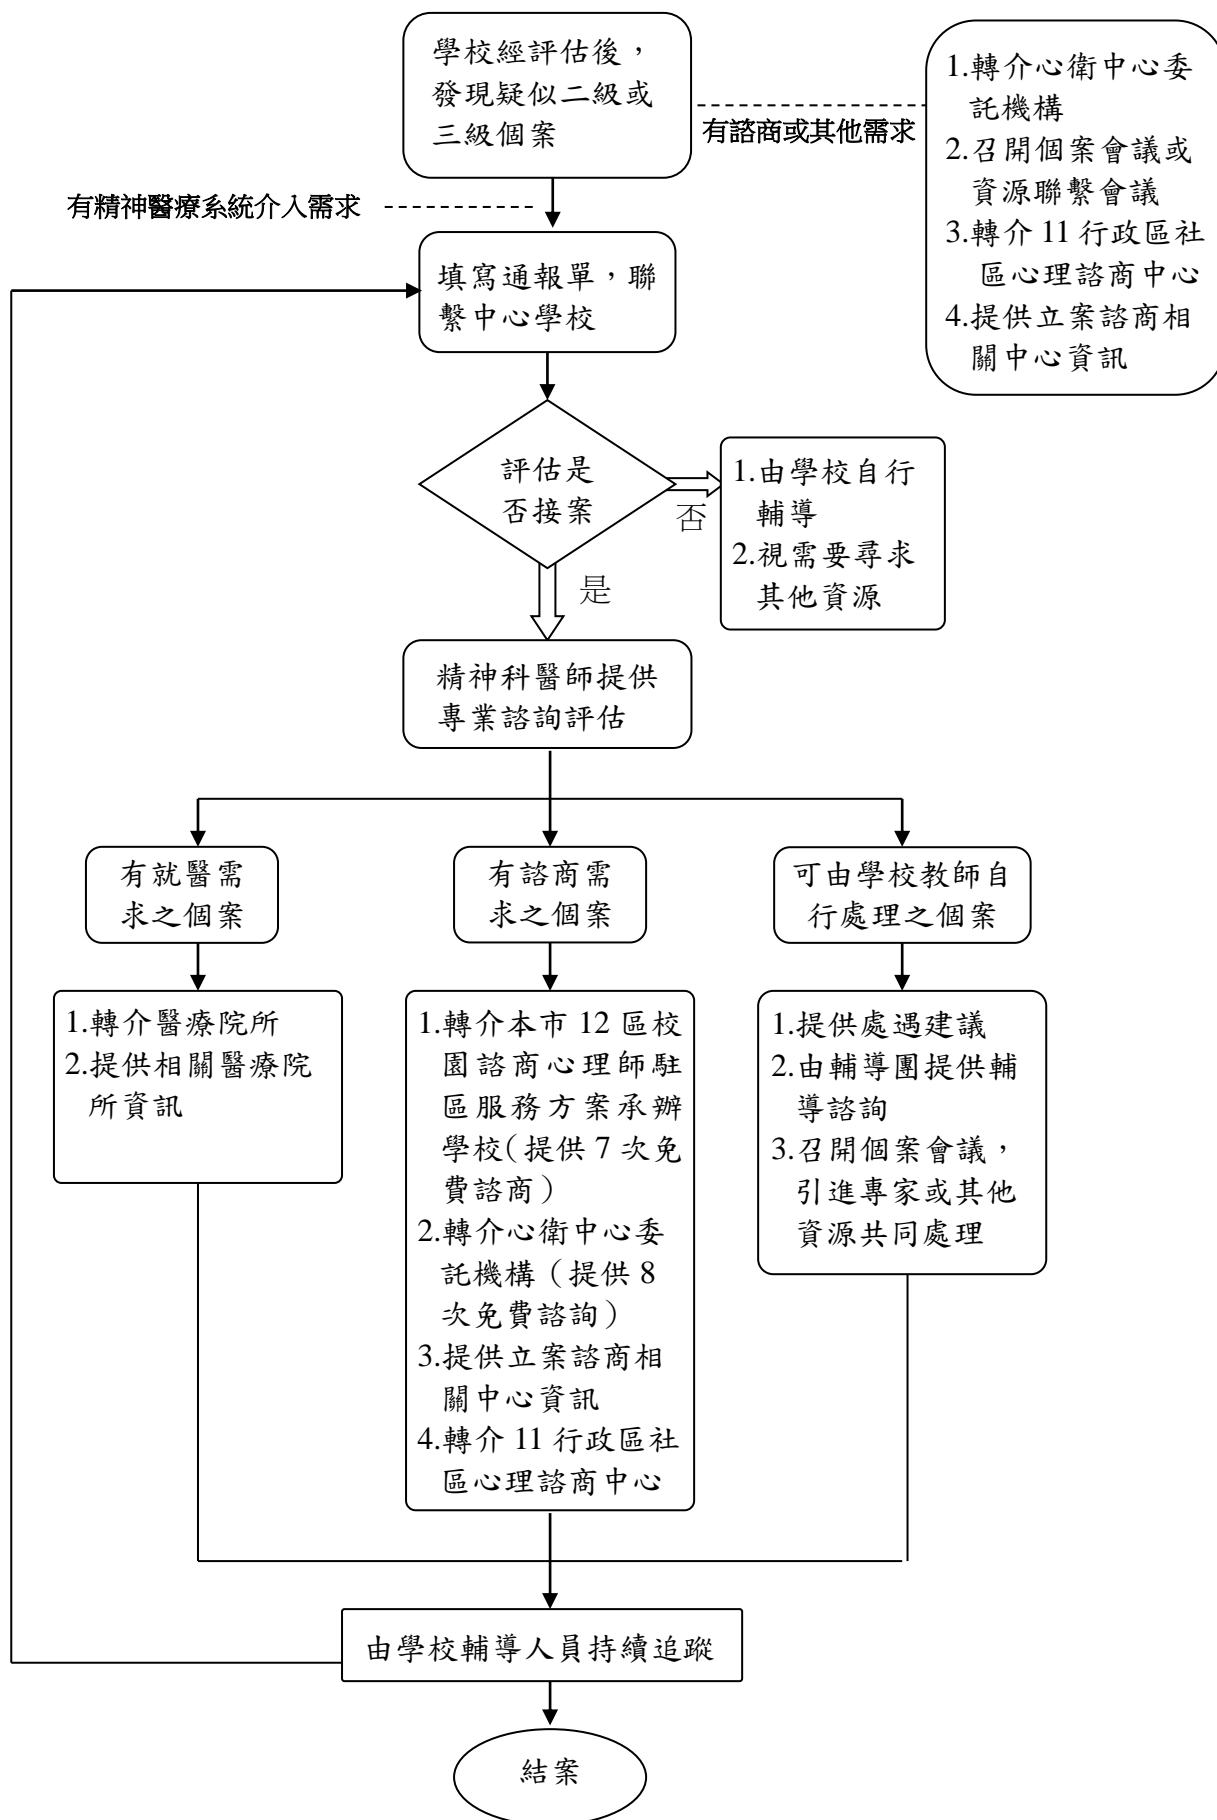 學校經評估後，
發現疑似二級或
三級個案
有諮商或其他需求
1.轉介心衛中心委
託機構
2.召開個案會議或
資源聯繫會議
3.轉介 11 行政區社
區心理諮商中心
4.提供立案諮商相
關中心資訊
有精神醫療系統介入需求
填寫通報單，聯
繫中心學校
評估是
否接案
否
1.由學校自行
輔導
2.視需要尋求
其他資源
是
精神科醫師提供
專業諮詢評估
有就醫需
求之個案
有諮商需
求之個案
可由學校教師自
行處理之個案
1.轉介醫療院所
2.提供相關醫療院
所資訊
1.轉介本市 12 區校
園諮商心理師駐
區服務方案承辦
學校(提供 7 次免
費諮商)
2.轉介心衛中心委
託機構（提供 8
次免費諮詢）
3.提供立案諮商相
關中心資訊
4.轉介 11 行政區社
區心理諮商中心
1.提供處遇建議
2.由輔導團提供輔
導諮詢
3.召開個案會議，
引進專家或其他
資源共同處理
由學校輔導人員持續追蹤
結案